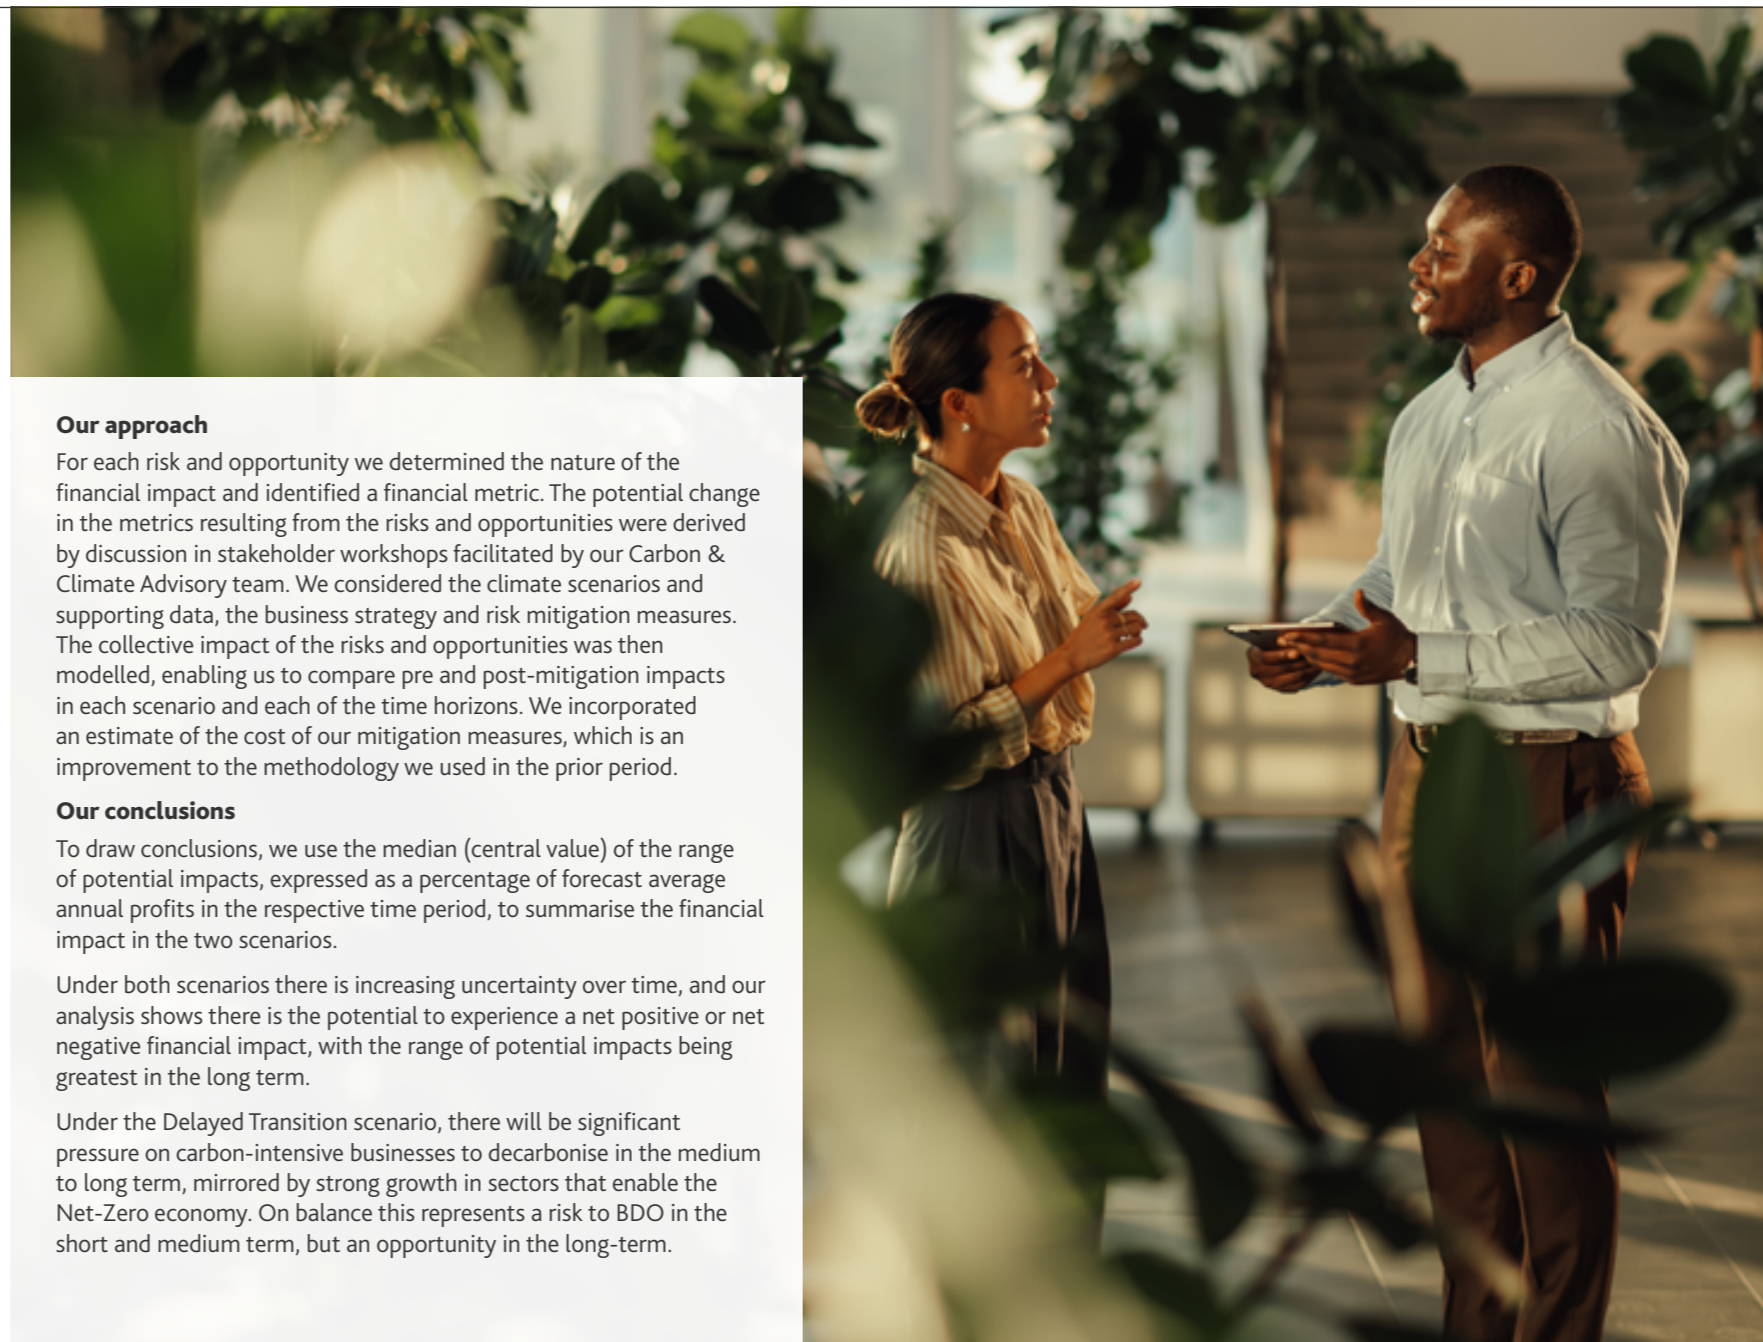 Our approach
For each risk and opportunity we determined the nature of the
financial impact and identified a financial metric. The potential change
in the metrics resulting from the risks and opportunities were derived
by discussion in stakeholder workshops facilitated by our Carbon &
Climate Advisory team. We considered the climate scenarios and
supporting data, the business strategy and risk mitigation measures.
The collective impact of the risks and opportunities was then
modelled, enabling us to compare pre and post-mitigation impacts
in each scenario and each of the time horizons. We incorporated
an estimate of the cost of our mitigation measures, which is an
improvement to the methodology we used in the prior period.
Our conclusions
To draw conclusions, we use the median (central value) of the range
of potential impacts, expressed as a percentage of forecast average
annual profits in the respective time period, to summarise the financial
impact in the two scenarios.
Under both scenarios there is increasing uncertainty over time, and our
analysis shows there is the potential to experience a net positive or net
negative financial impact, with the range of potential impacts being
greatest in the long term.
Under the Delayed Transition scenario, there will be significant
pressure on carbon-intensive businesses to decarbonise in the medium
to long term, mirrored by strong growth in sectors that enable the
Net-Zero economy. On balance this represents a risk to BDO in the
short and medium term, but an opportunity in the long-term.